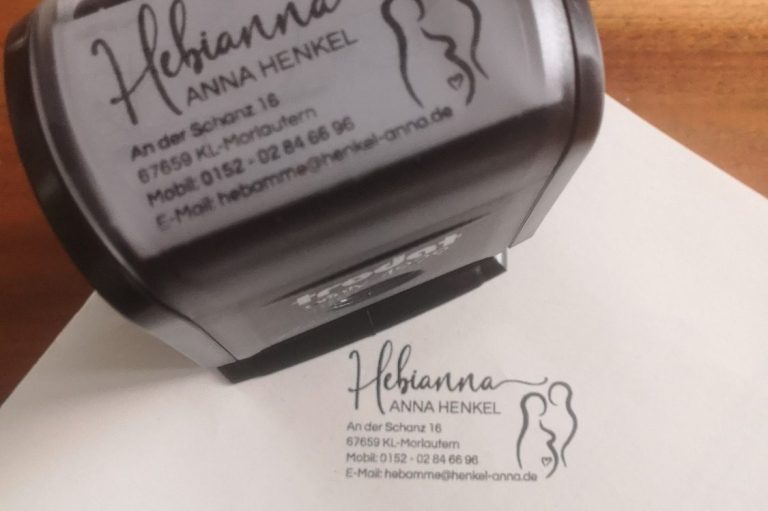 Hebianna
ANNA HENKEL
An der Schanz 16
67659 KL-Morlautern
Mobil: 0152 - 02 84 66 96
E-Mail: hebamme@henkel-anna.de
trodat
Hebianna
ANNA HENKEL
An der Schanz 16
67659 KL-Morlautern
Mobil: 0152 - 02 84 66 96
E-Mail: hebamme@henkel-anna.de